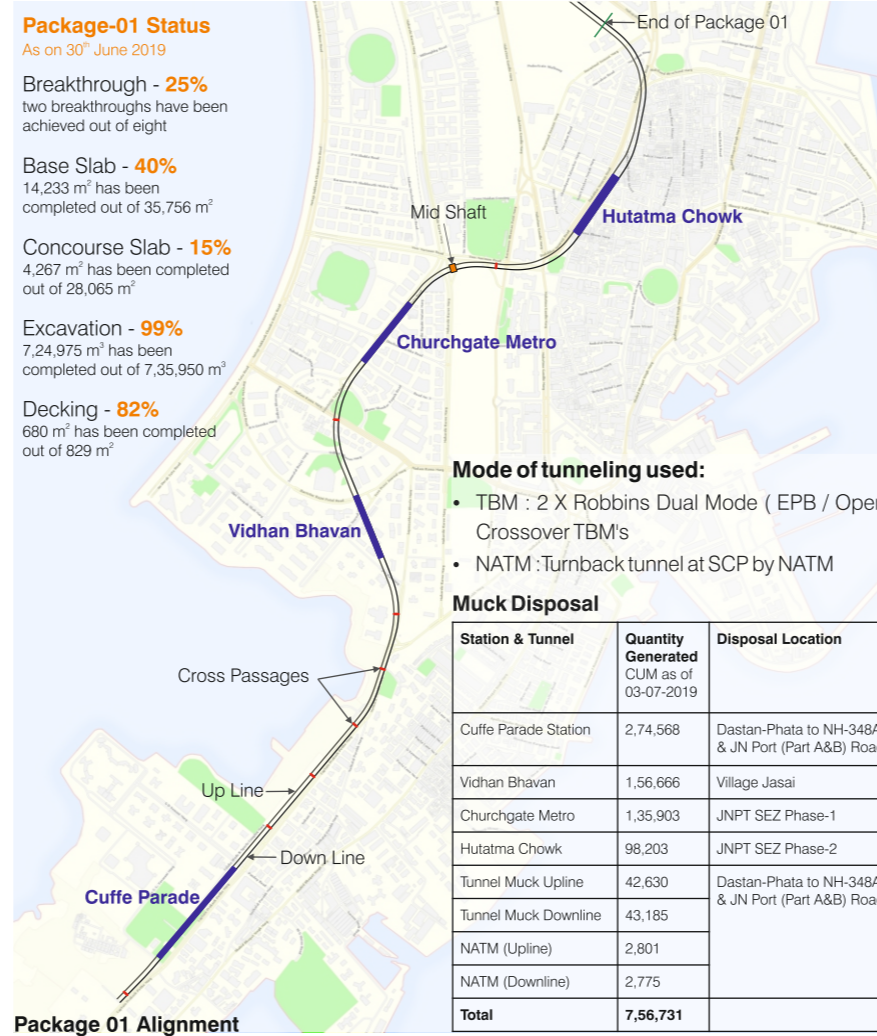 Package-01 Status
As on 30th June 2019
Breakthrough - 25%
two breakthroughs have been
achieved out of eight
Base Slab - 40%
14,233 m² has been
completed out of 35,756 m²
Concourse Slab - 15%
4,267 m² has been completed
out of 28,065 m²
Excavation - 99%
7,24,975 m³ has been
completed out of 7,35,950 m³
Decking - 82%
680 m² has been completed
out of 829 m²
End of Package 01
Hutatma Chowk
Mid Shaft
Churchgate Metro
Vidhan Bhavan
Cross Passages
Up Line
Down Line
Cuffe Parade
Package 01 Alignment
Mode of tunneling used:
• TBM : 2 X Robbins Dual Mode ( EPB / Open
Crossover TBM's
• NATM :Turnback tunnel at SCP by NATM
Muck Disposal
Station & Tunnel Quantity Generated CUM as of 03-07-2019 Disposal Location
Cuffe Parade Station 2,74,568 Dastan-Phata to NH-348A
& JN Port (Part A&B) Road
Vidhan Bhavan 1,56,666 Village Jasai
Churchgate Metro 1,35,903 JNPT SEZ Phase-1
Hutatma Chowk 98,203 JNPT SEZ Phase-2
Tunnel Muck Upline 42,630 Dastan-Phata to NH-348A
& JN Port (Part A&B) Road
Tunnel Muck Downline 43,185
NATM (Upline) 2,801
NATM (Downline) 2,775
Total 7,56,731